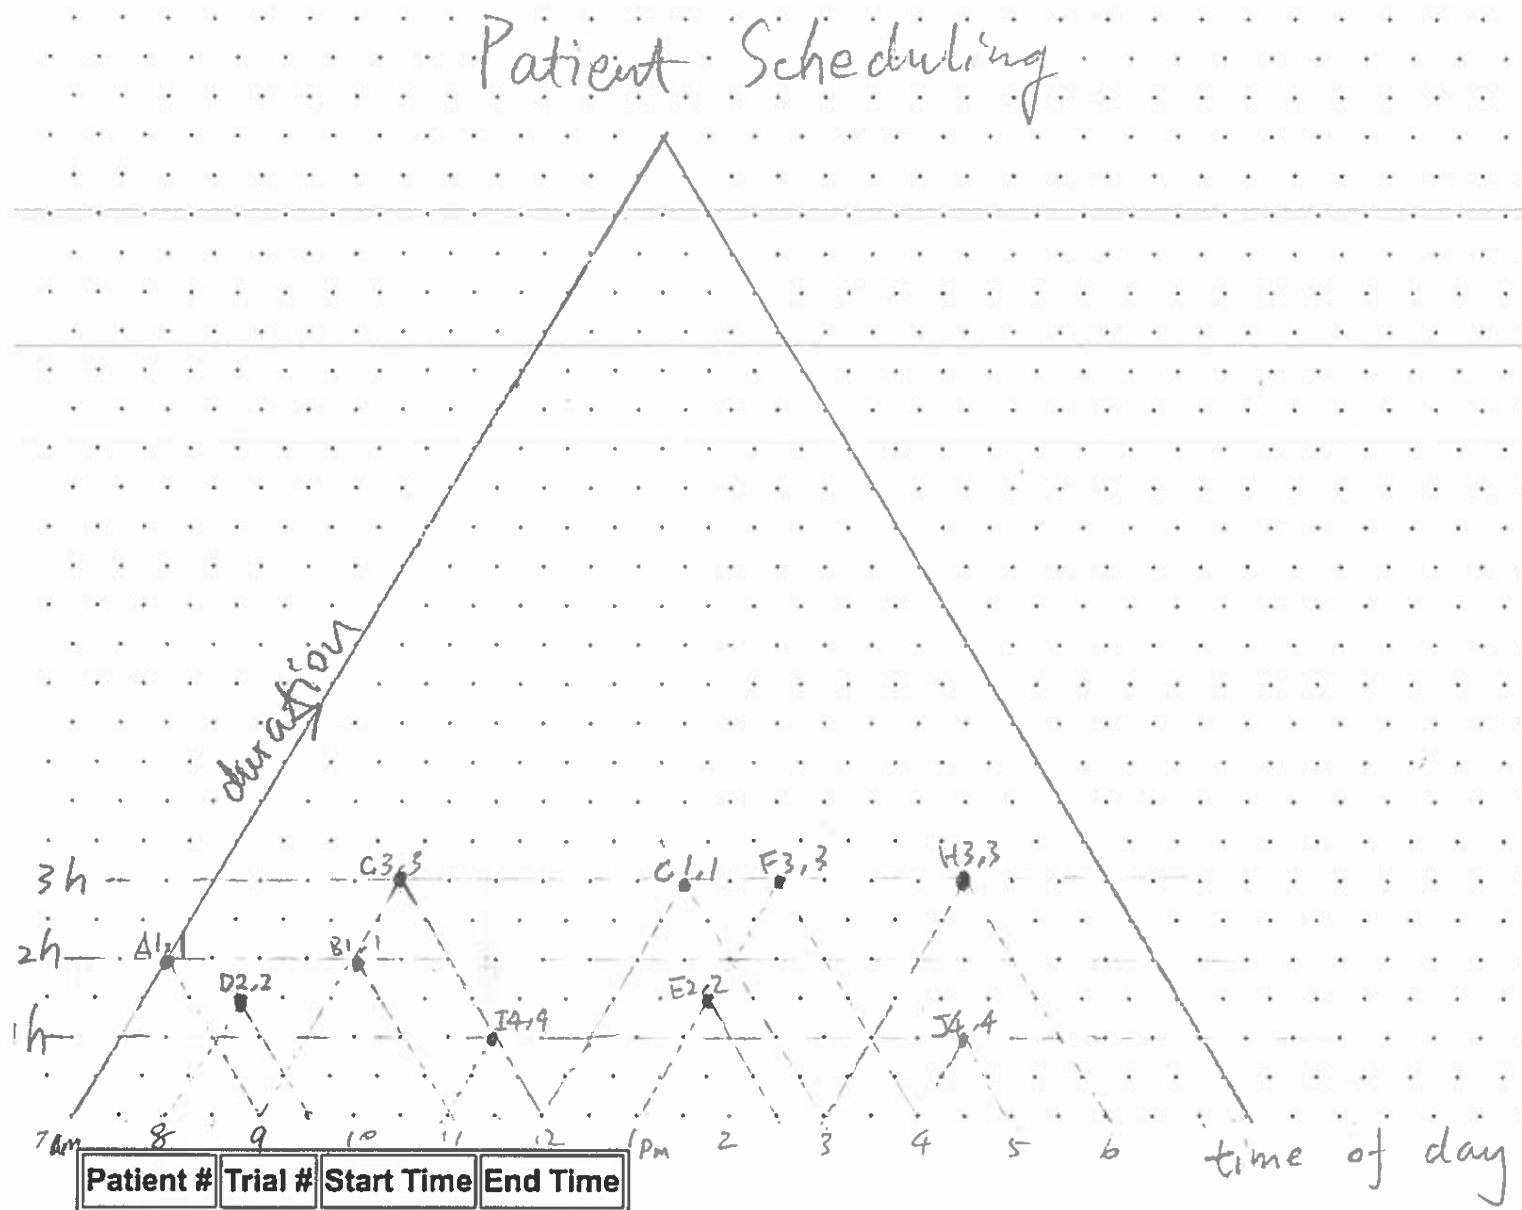 Patient Scheduling
duration
3h
G3,3
C1,1
F3,3
H3,3
2h
A1,1
B1,1
D2,2
E2,2
1h
I4,4
J4,4
7am 8 9 10 11 12 1pm 2 3 4 5 6 time of day
Patient # Trial # Start Time End Time